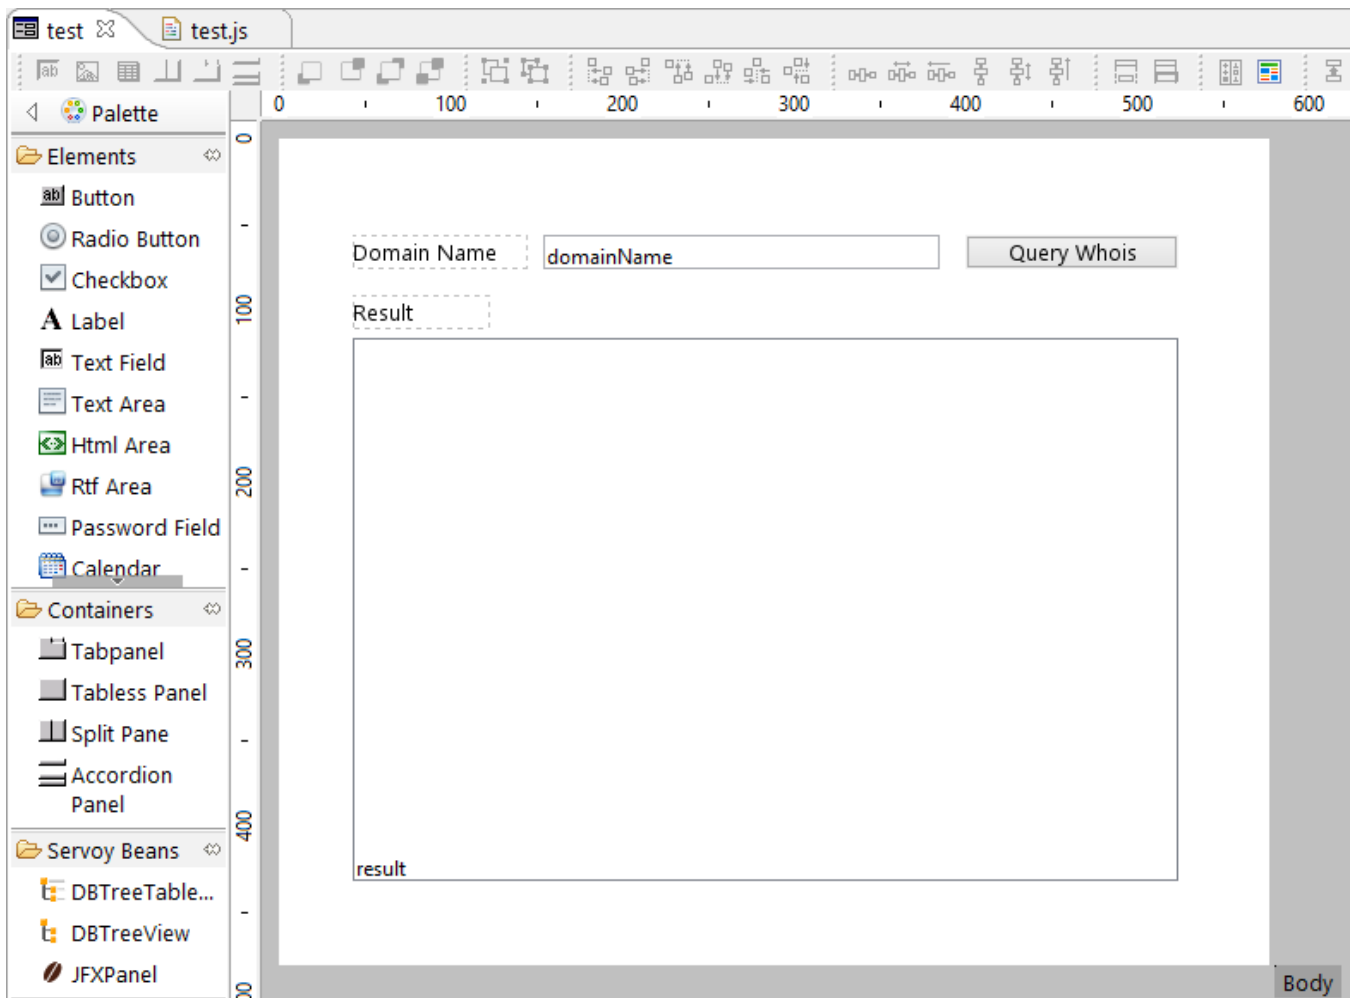 test
test.js
Palette
0 100 200 300 400 500 600
Elements
Button
Radio Button
Checkbox
Label
Text Field
Text Area
Html Area
Rtf Area
Password Field
Calendar
Containers
Tabpanel
Tabless Panel
Split Pane
Accordion
Panel
Servoy Beans
DBTreeTable...
DBTreeView
JFXPanel
0
100
200
300
400
Domain Name
domainName
Query Whois
Result
result
Body